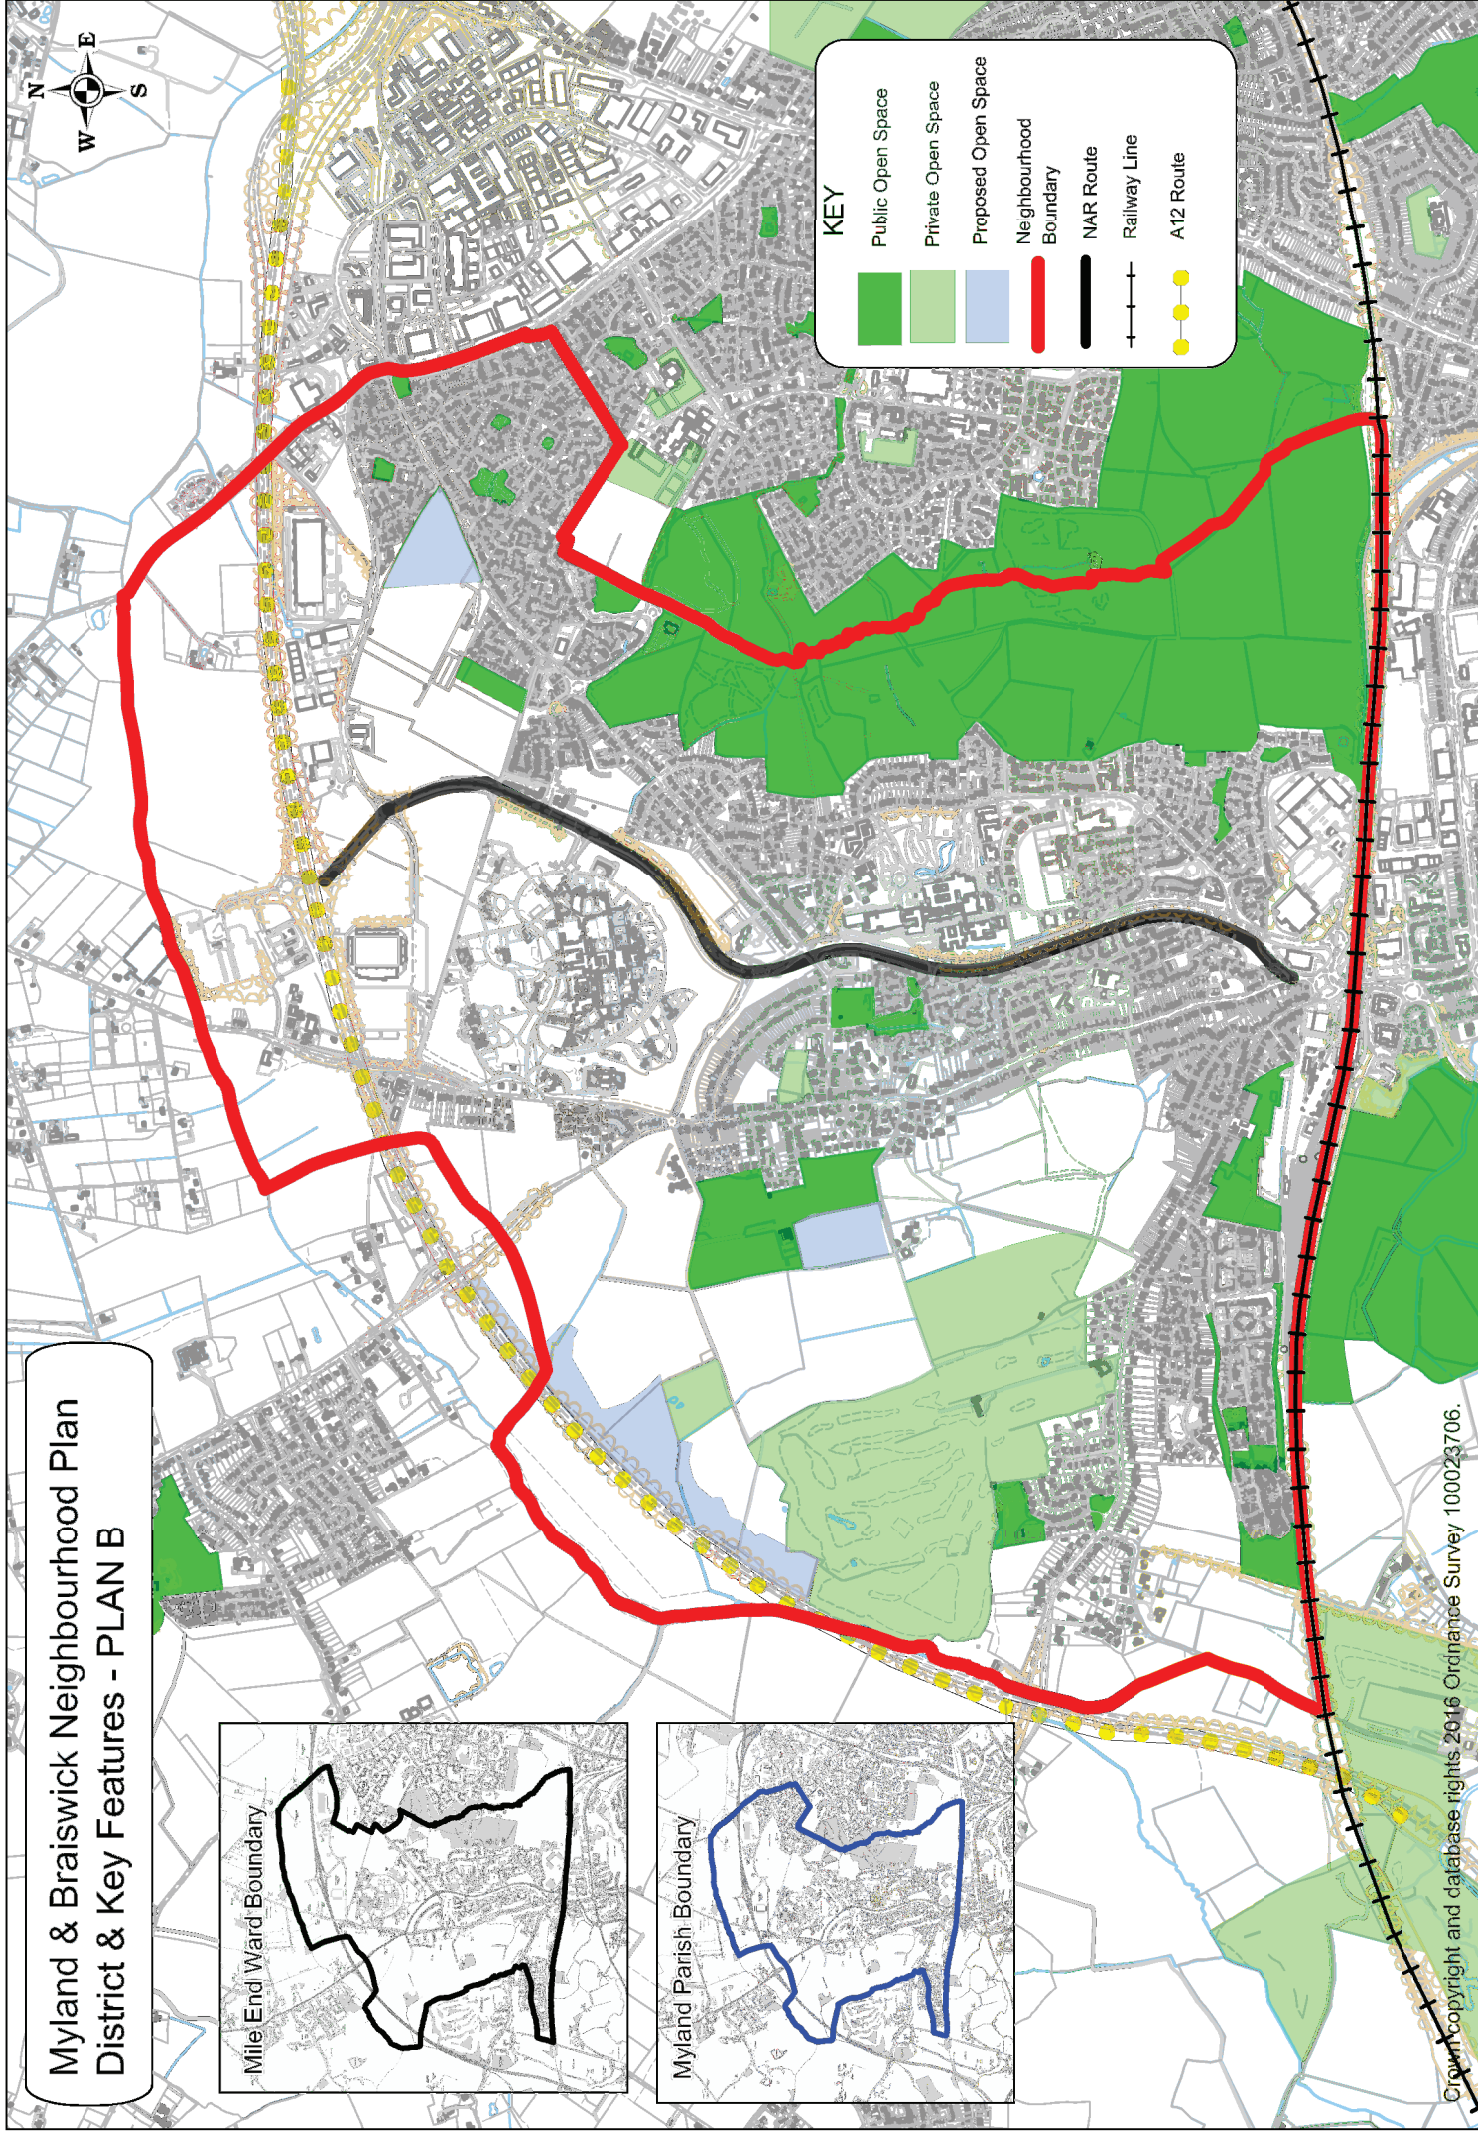 Myland & Braiswick Neighbourhood Plan
District & Key Features - PLAN B
N
E
S
W
Mile End Ward Boundary
Myland Parish Boundary
KEY
Public Open Space
Private Open Space
Proposed Open Space
Neghbourhood
Boundary
NAR Route
Railway Line
A12 Route
Crown copyright and database rights 2016 Ordnance Survey 100023706.